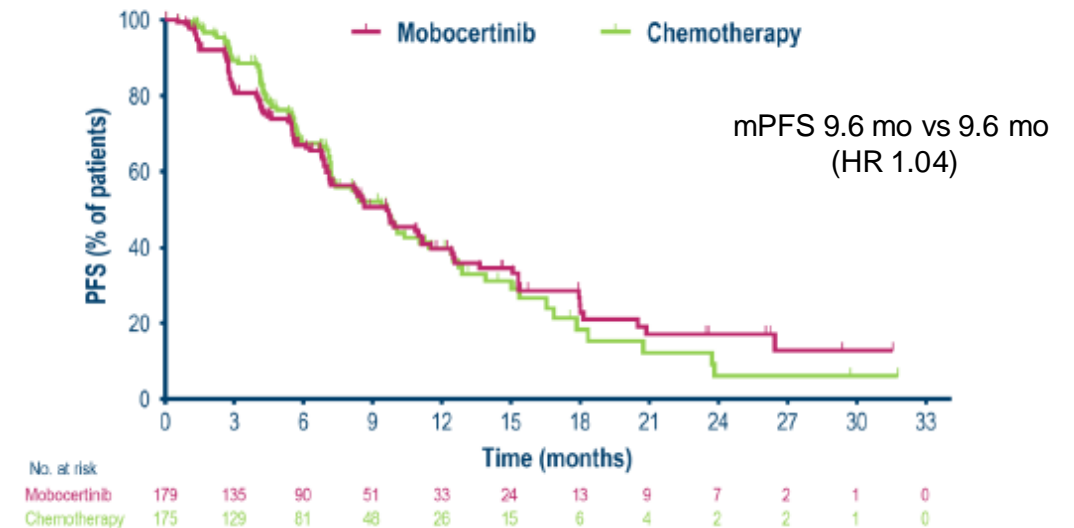 Mobocertinib Chemotherapy
mPFS 9.6 mo vs 9.6 mo
(HR 1.04)
PFS (% of patients)
100
80
60
40
20
0
0 3 6 9 12 15 18 21 24 27 30 33
Time (months)
No. at risk
Mobocertinib 179 135 90 51 33 24 13 9 7 2 1 0
Chemotherapy 175 129 81 48 26 15 6 4 2 2 1 0